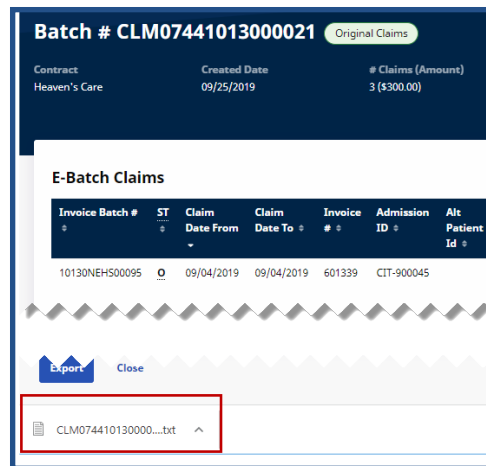 Batch # CLM07441013000021 Original Claims
Contract Created Date # Claims (Amount)
Heaven's Care 09/25/2019 3 ($300.00)
E-Batch Claims
Invoice Batch # ST Claim Claim Invoice Admission Alt
Date From Date To # ID Patient
Id
10130NEHS00095 O 09/04/2019 09/04/2019 601339 CIT-900045
Export Close
CLM074410130000....txt